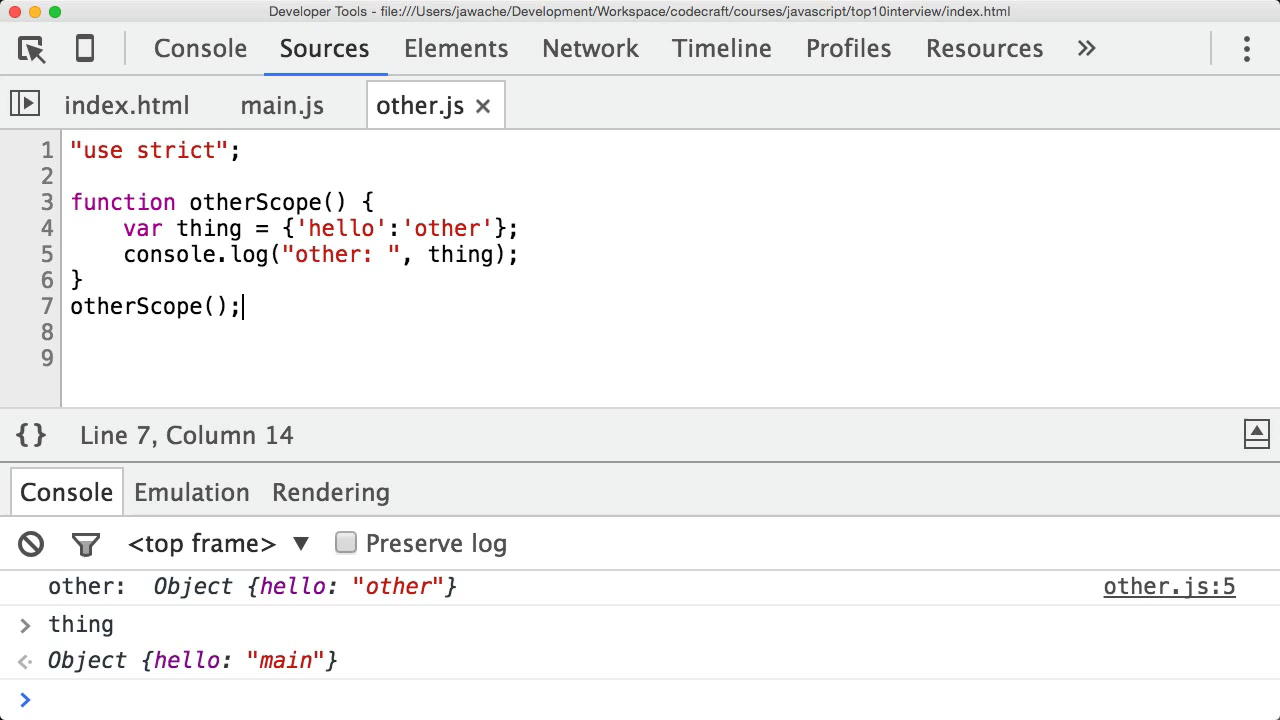 Developer Tools - file:///Users/jawache/Development/Workspace/codecraft/courses/javascript/top10interview/index.html
Console Sources Elements Network Timeline Profiles Resources »
index.html main.js other.js ×
1 "use strict";
2
3 function otherScope() {
4     var thing = {'hello':'other'};
5     console.log("other: ", thing);
6 }
7 otherScope();
8
9
{} Line 7, Column 14
Console Emulation Rendering
<top frame> ▼ Preserve log
other:  Object {hello: "other"} other.js:5
> thing
Object {hello: "main"}
>